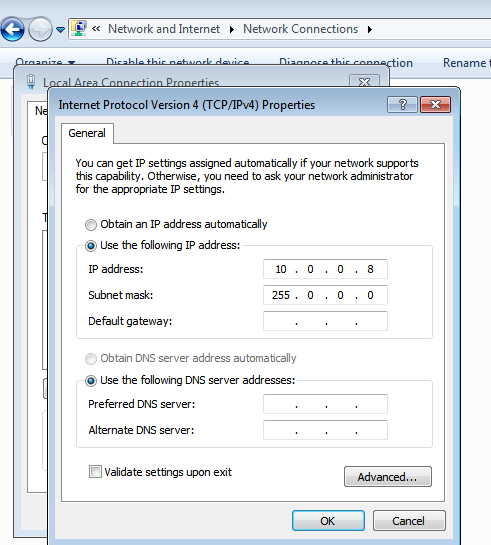 « Network and Internet ▸ Network Connections ▸
Organize ▾ Disable this network device Diagnose this connection Rename
Local Area Connection Properties
Internet Protocol Version 4 (TCP/IPv4) Properties
General
You can get IP settings assigned automatically if your network supports
this capability. Otherwise, you need to ask your network administrator
for the appropriate IP settings.
Obtain an IP address automatically
Use the following IP address:
IP address: 10 . 0 . 0 . 8
Subnet mask: 255 . 0 . 0 . 0
Default gateway: . . .
Obtain DNS server address automatically
Use the following DNS server addresses:
Preferred DNS server: . . .
Alternate DNS server: . . .
Validate settings upon exit
Advanced...
OK Cancel